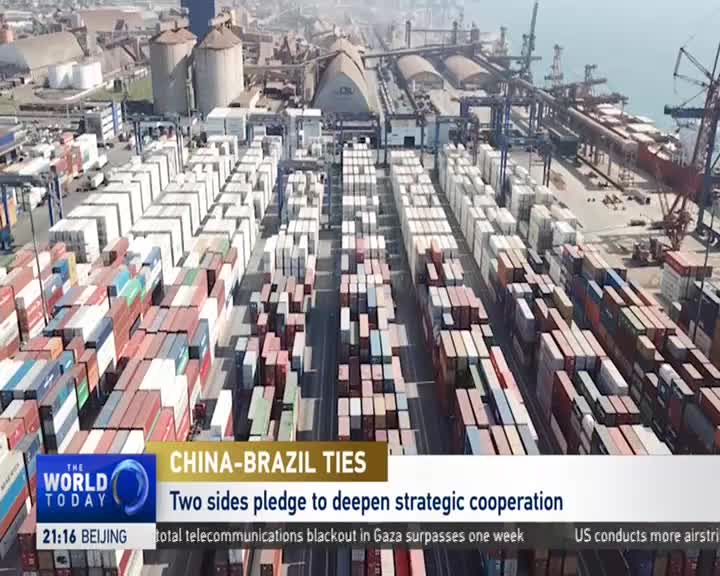 CHINA-BRAZIL TIES
THE
WORLD
TODAY
Two sides pledge to deepen strategic cooperation
21:16 BEIJING
total telecommunications blackout in Gaza surpasses one week
US conducts more airstri